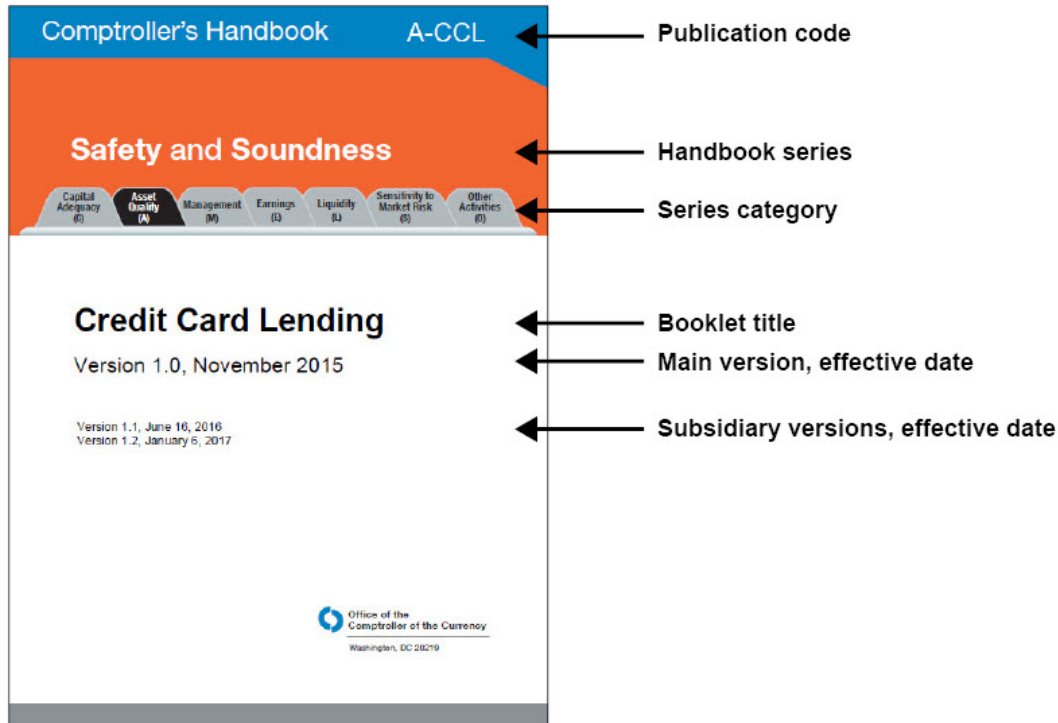 Comptroller's Handbook A-CCL
Publication code
Safety and Soundness
Handbook series
Capital
Adequacy
(C)
Asset
Quality
(A)
Management
(M)
Earnings
(E)
Liquidity
(L)
Sensitivity to
Market Risk
(S)
Other
Activities
(O)
Series category
Credit Card Lending
Booklet title
Version 1.0, November 2015
Main version, effective date
Version 1.1, June 16, 2016
Version 1.2, January 6, 2017
Subsidiary versions, effective date
Office of the
Comptroller of the Currency
Washington, DC 20219